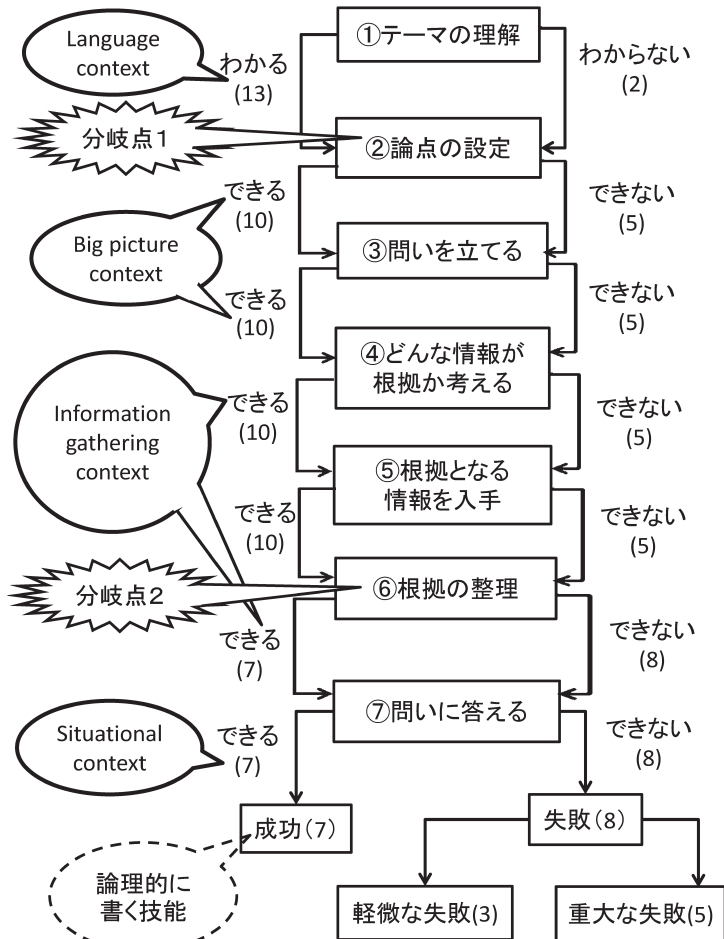 ①テーマの理解
Language
context
わかる
(13)
わからない
(2)
分岐点1
②論点の設定
できる
(10)
できない
(5)
Big picture
context
③問いを立てる
できる
(10)
できない
(5)
④どんな情報が
根拠か考える
Information
gathering
context
できる
(10)
できない
(5)
⑤根拠となる
情報を入手
できる
(10)
できない
(5)
分岐点2
⑥根拠の整理
できる
(7)
できない
(8)
⑦問いに答える
Situational
context
できる
(7)
できない
(8)
成功(7)
失敗(8)
論理的に
書く技能
軽微な失敗(3)
重大な失敗(5)